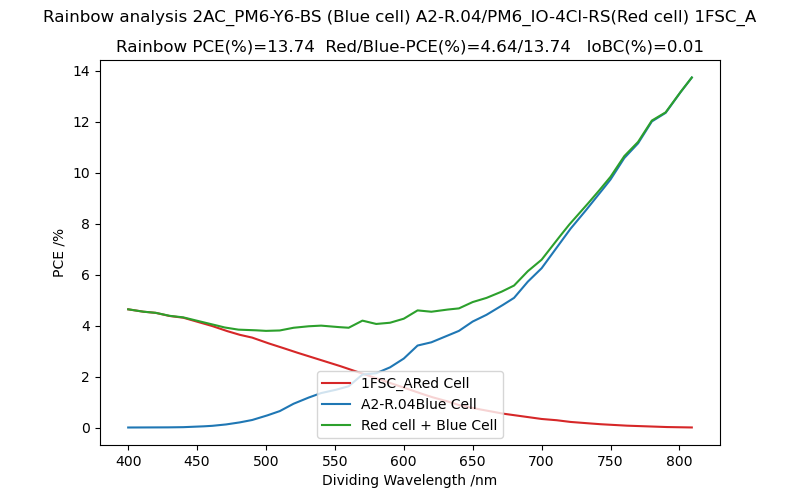 Rainbow analysis 2AC_PM6-Y6-BS (Blue cell) A2-R.04/PM6_IO-4Cl-RS(Red cell) 1FSC_A
Rainbow PCE(%)=13.74  Red/Blue-PCE(%)=4.64/13.74   IoBC(%)=0.01
14
12
10
8
6
4
2
0
PCE /%
1FSC_ARed Cell
A2-R.04Blue Cell
Red cell + Blue Cell
400 450 500 550 600 650 700 750 800
Dividing Wavelength /nm